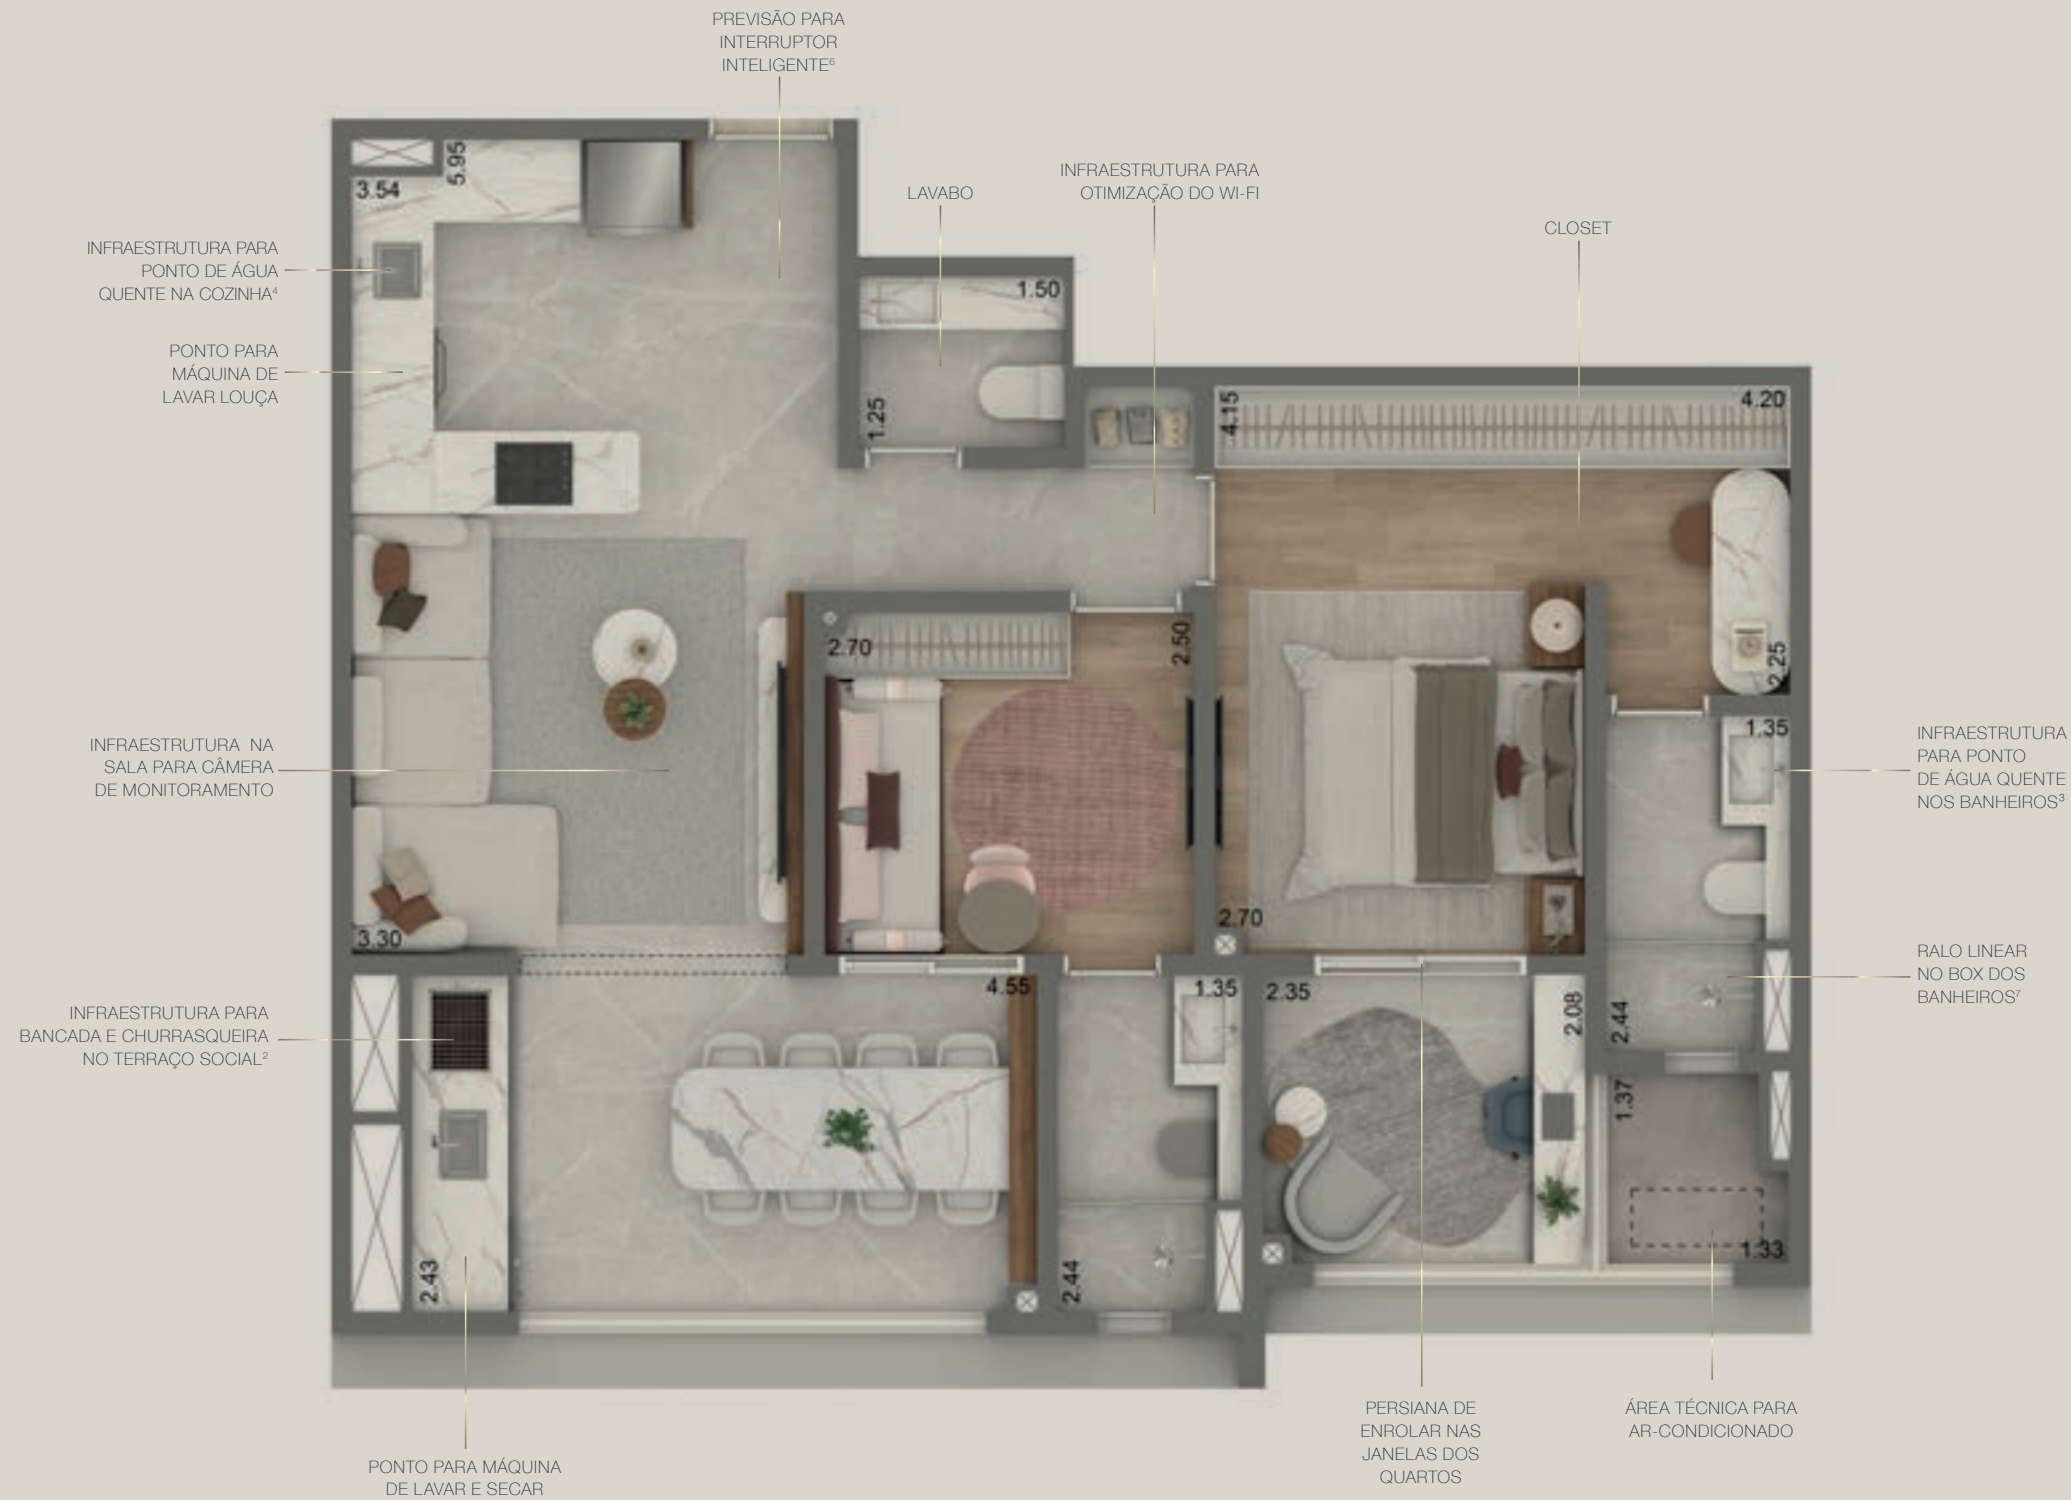 PREVISÃO PARA
INTERRUPTOR
INTELIGENTE⁶
INFRAESTRUTURA PARA
OTIMIZAÇÃO DO WI-FI
LAVABO
CLOSET
INFRAESTRUTURA PARA
PONTO DE ÁGUA
QUENTE NA COZINHA⁴
PONTO PARA
MÁQUINA DE
LAVAR LOUÇA
INFRAESTRUTURA NA
SALA PARA CÂMERA
DE MONITORAMENTO
INFRAESTRUTURA PARA
BANCADA E CHURRASQUEIRA
NO TERRAÇO SOCIAL²
PONTO PARA MÁQUINA
DE LAVAR E SECAR
PERSIANA DE
ENROLAR NAS
JANELAS DOS
QUARTOS
ÁREA TÉCNICA PARA
AR-CONDICIONADO
INFRAESTRUTURA
PARA PONTO
DE ÁGUA QUENTE
NOS BANHEIROS³
RALO LINEAR
NO BOX DOS
BANHEIROS⁷
5.95
3.54
1.50
1.25
4.15
4.20
2.70
2.50
2.25
1.35
2.70
3.30
4.55
1.35
2.35
2.08
2.44
1.37
1.33
2.43
2.44